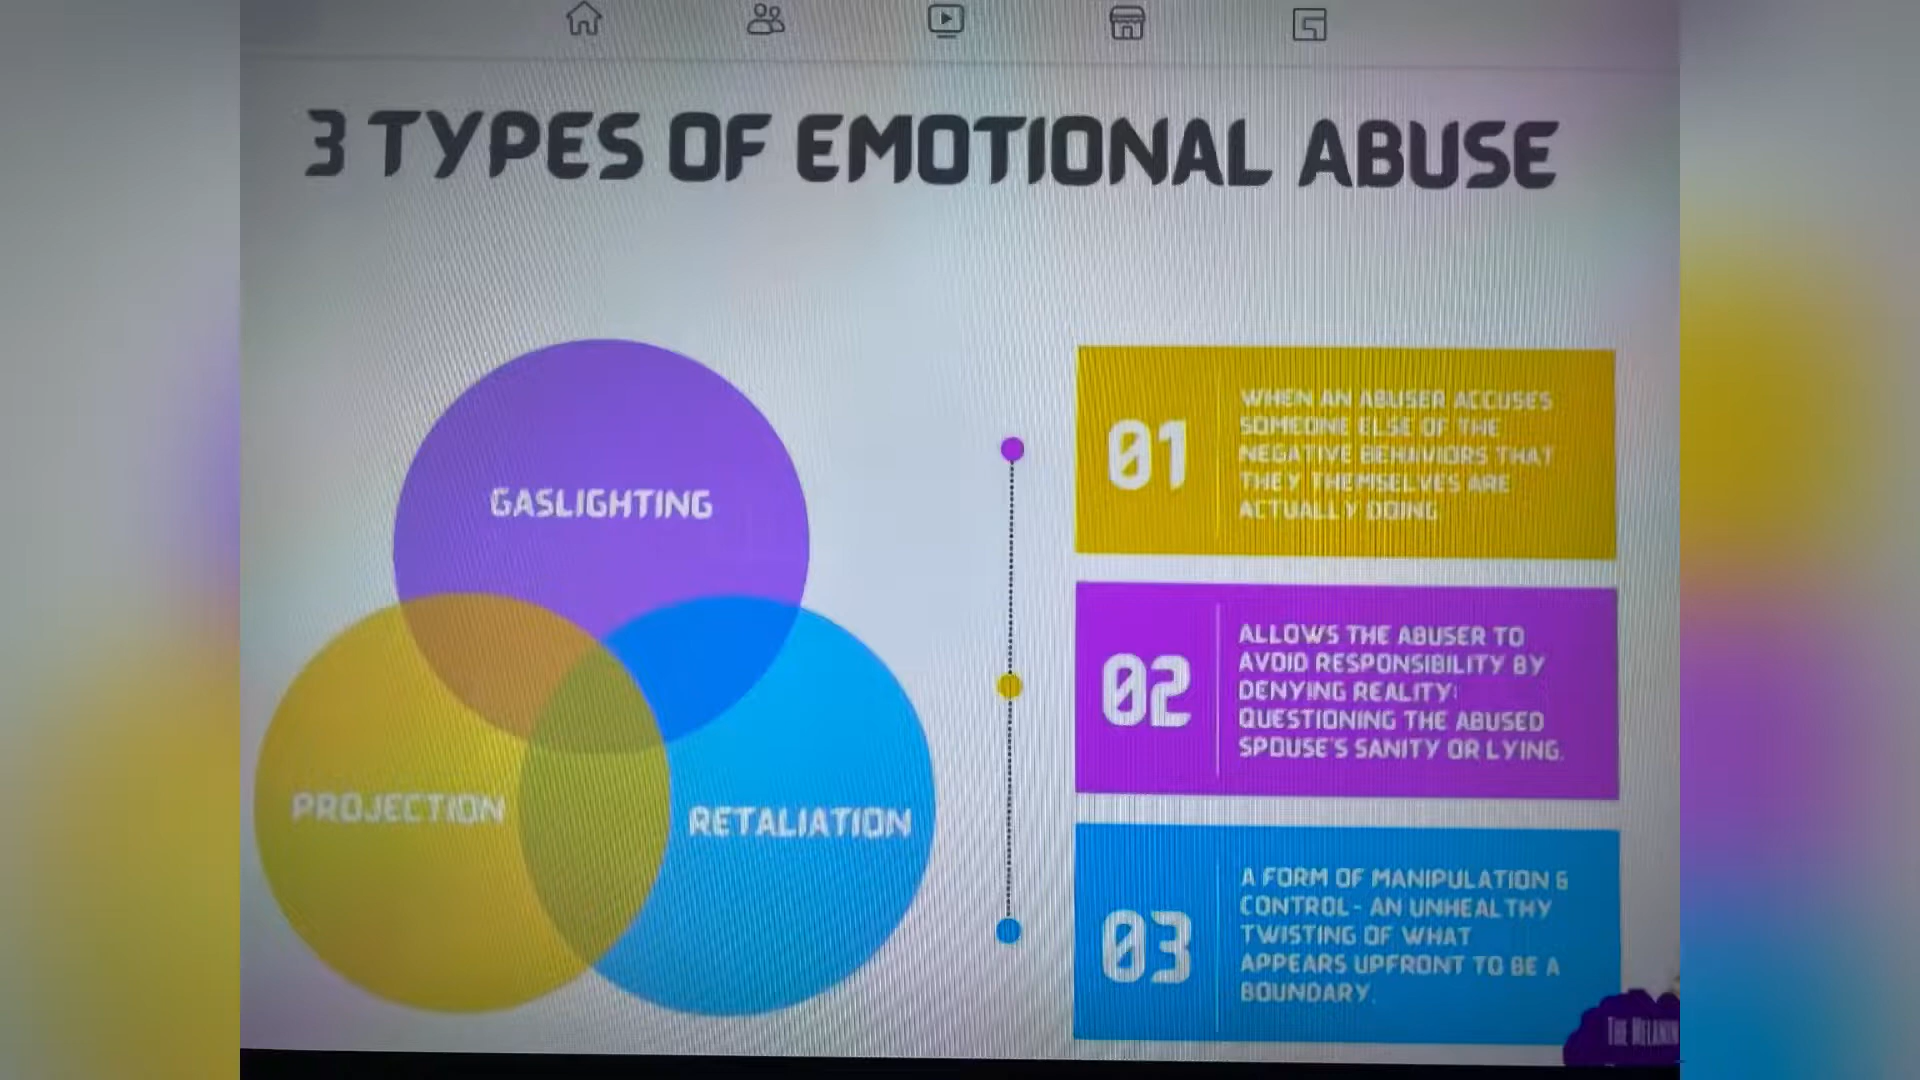 3 TYPES OF EMOTIONAL ABUSE
GASLIGHTING
PROJECTION
RETALIATION
01
WHEN AN ABUSER ACCUSES
SOMEONE ELSE OF THE
NEGATIVE BEHAVIORS THAT
THEY THEMSELVES ARE
ACTUALLY DOING
02
ALLOWS THE ABUSER TO
AVOID RESPONSIBILITY BY
DENYING REALITY;
QUESTIONING THE ABUSED
SPOUSE'S SANITY OR LYING.
03
A FORM OF MANIPULATION &
CONTROL- AN UNHEALTHY
TWISTING OF WHAT
APPEARS UPFRONT TO BE A
BOUNDARY.
THE MELANIN